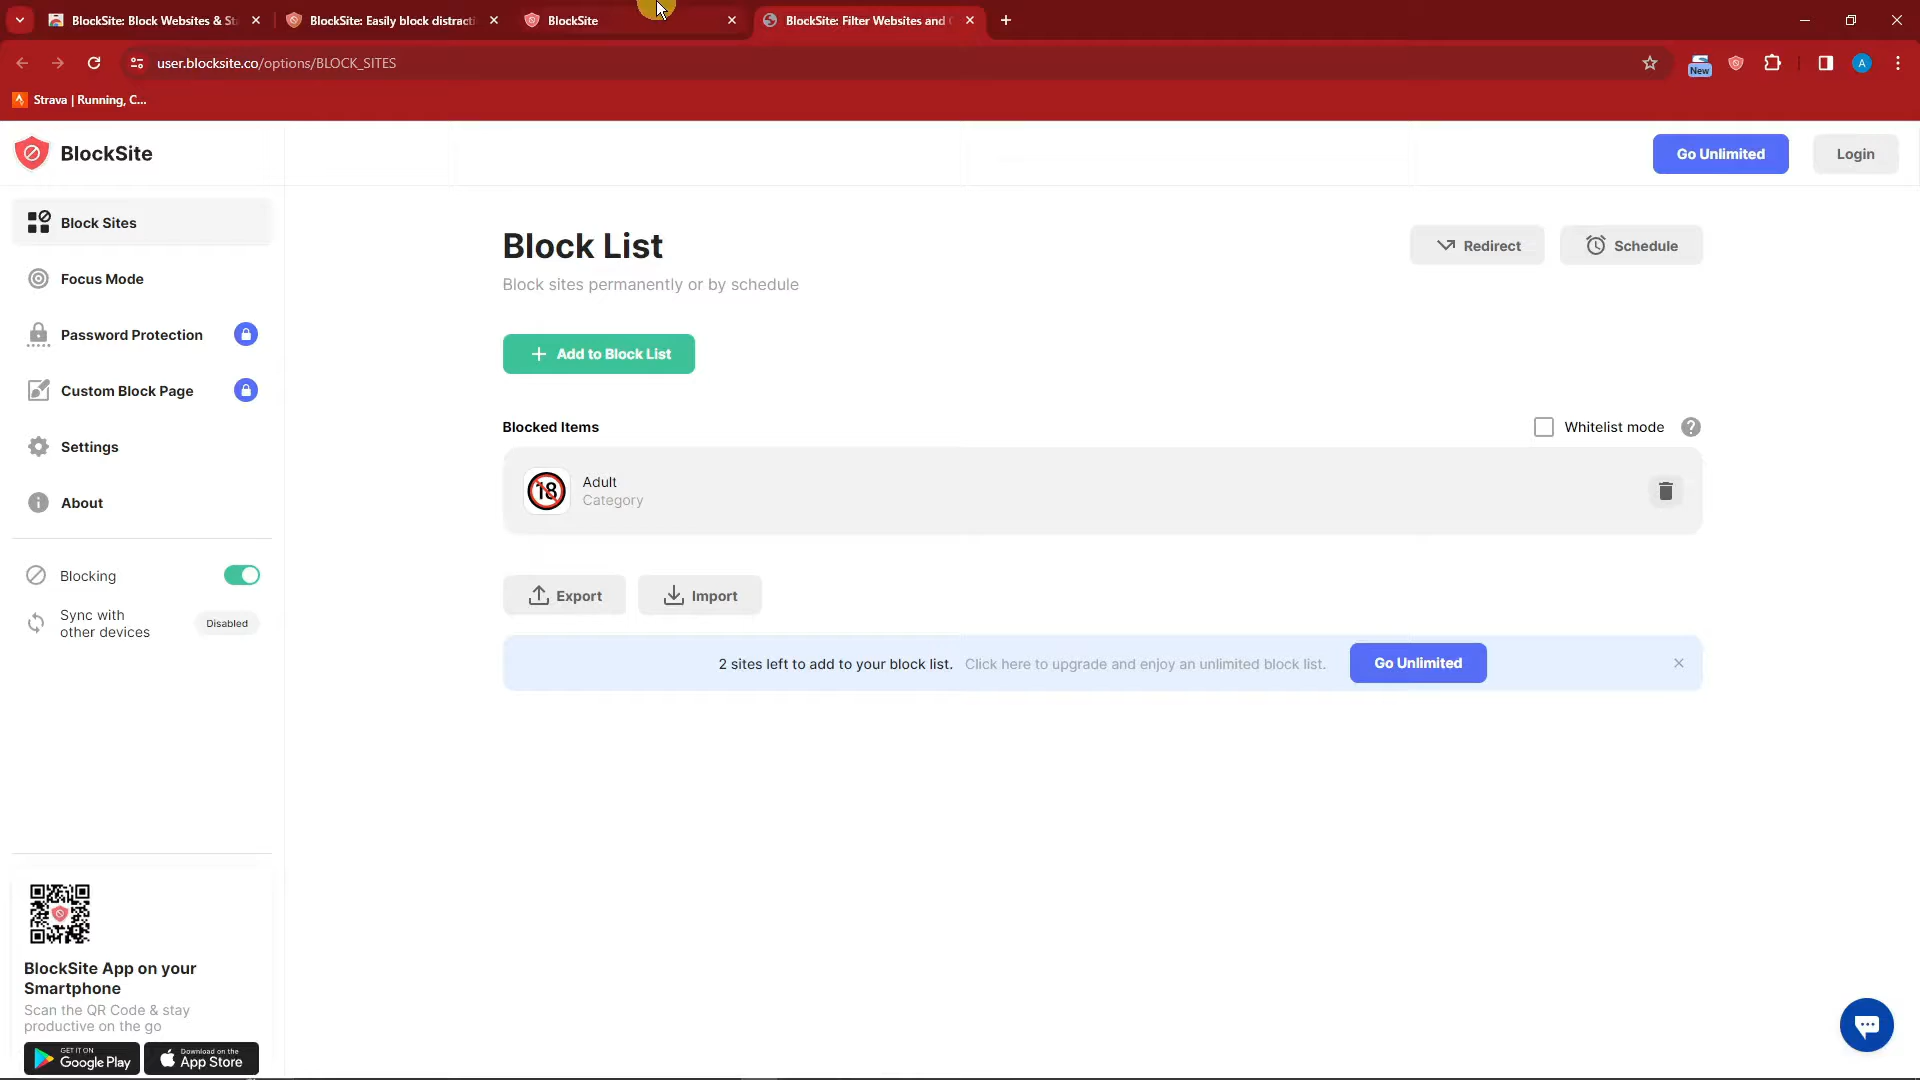 BlockSite: Block Websites & St
BlockSite: Easily block distracti
BlockSite
BlockSite: Filter Websites and
user.blocksite.co/options/BLOCK_SITES
New
A
Strava | Running, C...
BlockSite
Go Unlimited
Login
Block Sites
Focus Mode
Password Protection
Custom Block Page
Settings
About
Blocking
Sync with
other devices
Disabled
Block List
Redirect
Schedule
Block sites permanently or by schedule
+ Add to Block List
Blocked Items
Whitelist mode ?
18
Adult
Category
Export
Import
2 sites left to add to your block list. Click here to upgrade and enjoy an unlimited block list.
Go Unlimited
BlockSite App on your
Smartphone
Scan the QR Code & stay
productive on the go
GET IT ON
Google Play
Download on the
App Store